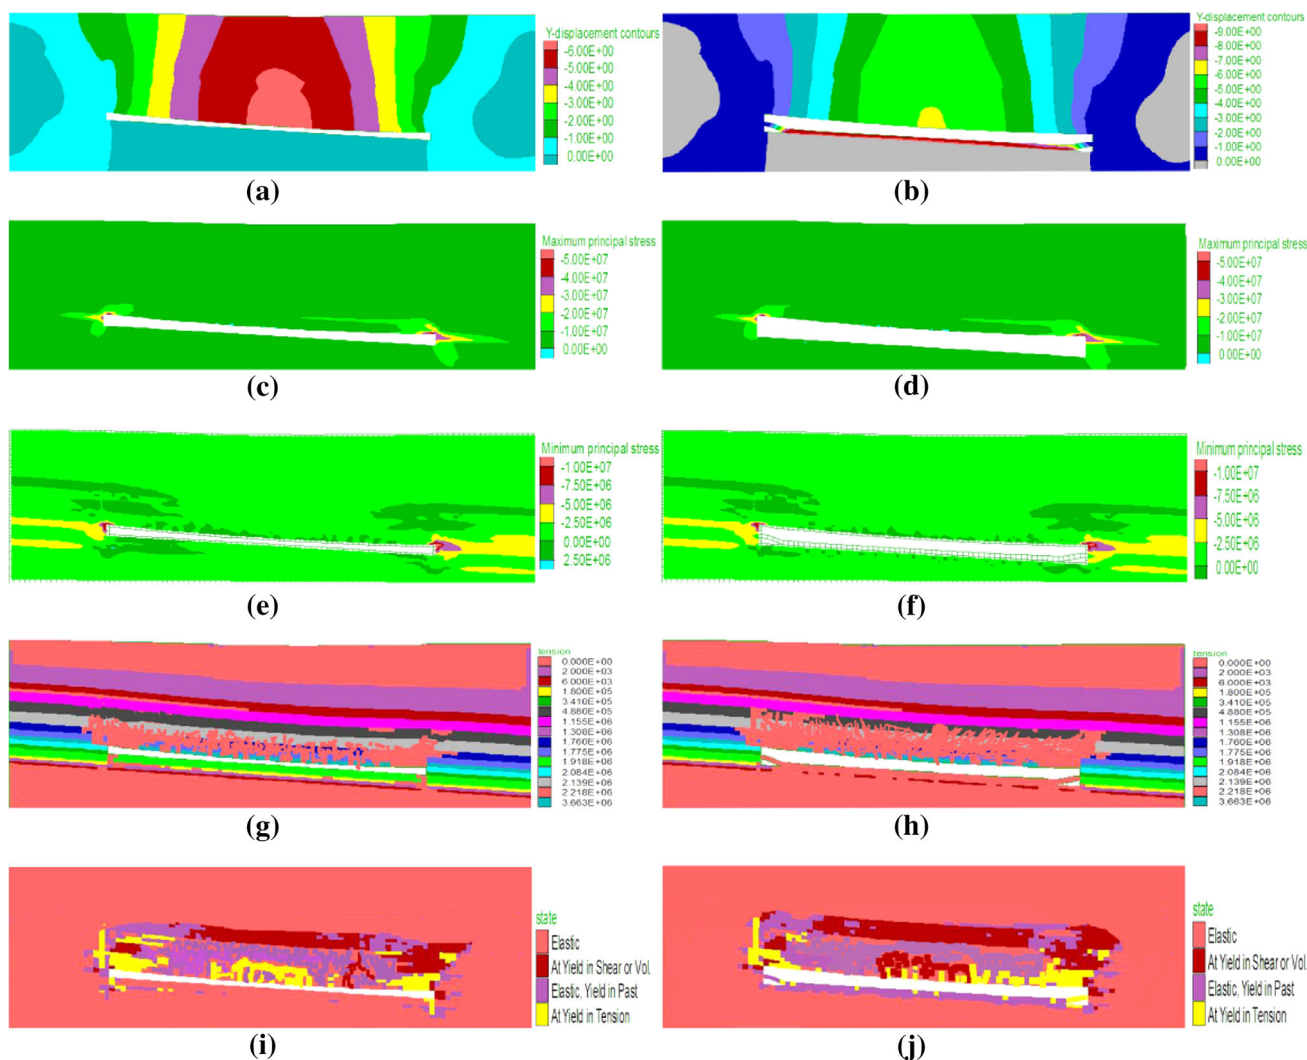 Y-displacement contours
-6.00E+00
-5.00E+00
-4.00E+00
-3.00E+00
-2.00E+00
-1.00E+00
0.00E+00
(a)
Y-displacement contours
-9.00E+00
-8.00E+00
-7.00E+00
-6.00E+00
-5.00E+00
-4.00E+00
-3.00E+00
-2.00E+00
-1.00E+00
0.00E+00
(b)
Maximum principal stress
-5.00E+07
-4.00E+07
-3.00E+07
-2.00E+07
-1.00E+07
0.00E+00
(c)
Maximum principal stress
-5.00E+07
-4.00E+07
-3.00E+07
-2.00E+07
-1.00E+07
0.00E+00
(d)
Minimum principal stress
-1.00E+07
-7.50E+06
-5.00E+06
-2.50E+06
0.00E+00
2.50E+06
(e)
Minimum principal stress
-1.00E+07
-7.50E+06
-5.00E+06
-2.50E+06
0.00E+00
(f)
tension
0.000E+00
2.000E+03
6.000E+03
1.800E+05
3.410E+05
4.880E+05
1.155E+06
1.308E+06
1.760E+06
1.775E+06
1.918E+06
2.084E+06
2.139E+06
2.218E+06
3.663E+06
(g)
tension
0.000E+00
2.000E+03
6.000E+03
1.800E+05
3.410E+05
4.880E+05
1.155E+06
1.308E+06
1.760E+06
1.775E+06
1.918E+06
2.084E+06
2.139E+06
2.218E+06
3.663E+06
(h)
state
Elastic
At Yield in Shear or Vol.
Elastic, Yield in Past
At Yield in Tension
(i)
state
Elastic
At Yield in Shear or Vol.
Elastic, Yield in Past
At Yield in Tension
(j)